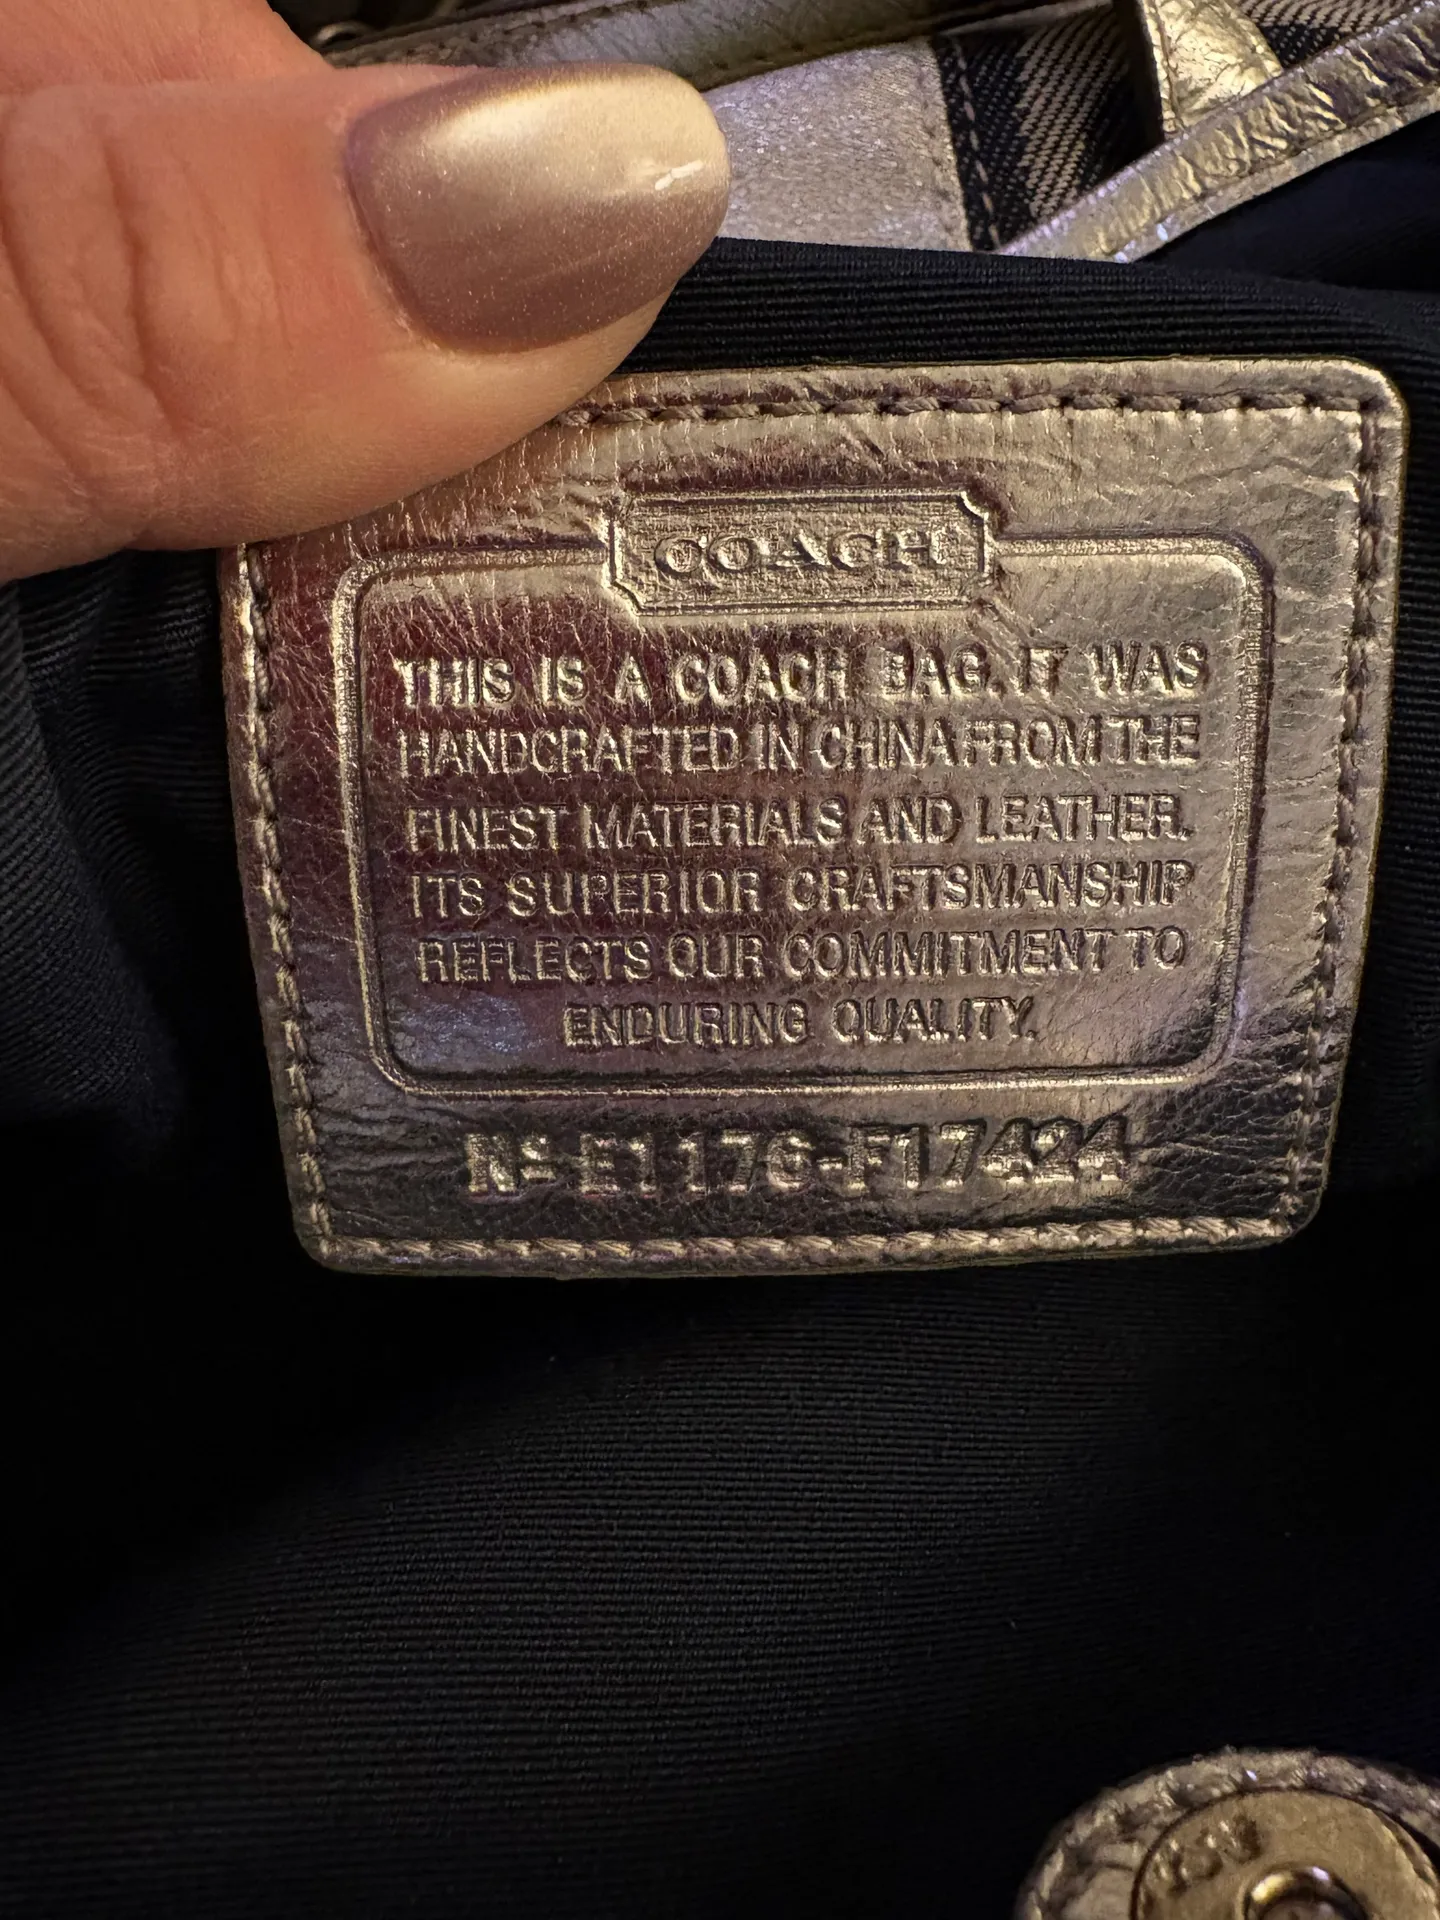 COACH
THIS IS A COACH BAG. IT WAS
HANDCRAFTED IN CHINA FROM THE
FINEST MATERIALS AND LEATHER.
ITS SUPERIOR CRAFTSMANSHIP
REFLECTS OUR COMMITMENT TO
ENDURING QUALITY.
Nº E1176-F17424